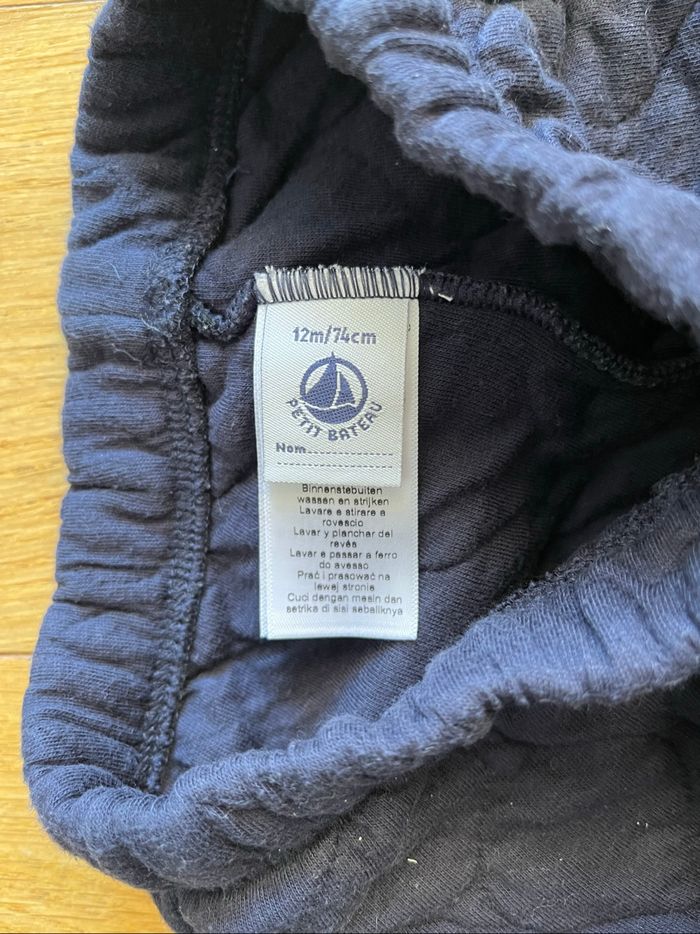 12m/74cm
PETIT BATEAU
Nom
Binnenstebuiten
wassen en strijken
Lavare e stirare a
rovescio
Lavar y planchar del
revés
Lavar e passar a ferro
do avesso
Prać i prasować na
lewej stronie
Cuci dengan mesin dan
setrika di sisi sebaliknya